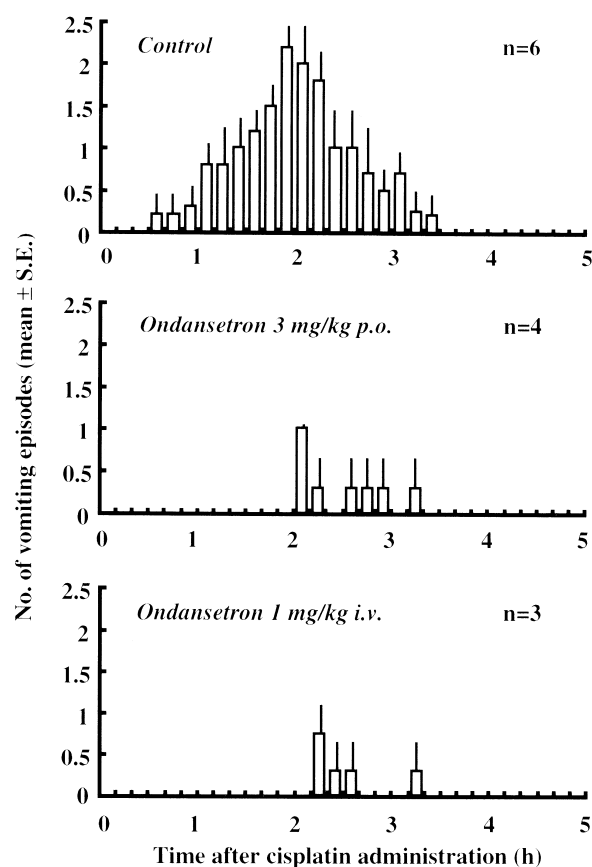 2.5
Control n=6
2
1.5
1
0.5
0
0 1 2 3 4 5
2.5
Ondansetron 3 mg/kg p.o. n=4
2
1.5
1
0.5
0
0 1 2 3 4 5
2.5
Ondansetron 1 mg/kg i.v. n=3
2
1.5
1
0.5
0
0 1 2 3 4 5
No. of vomiting episodes (mean ± S.E.)
Time after cisplatin administration (h)